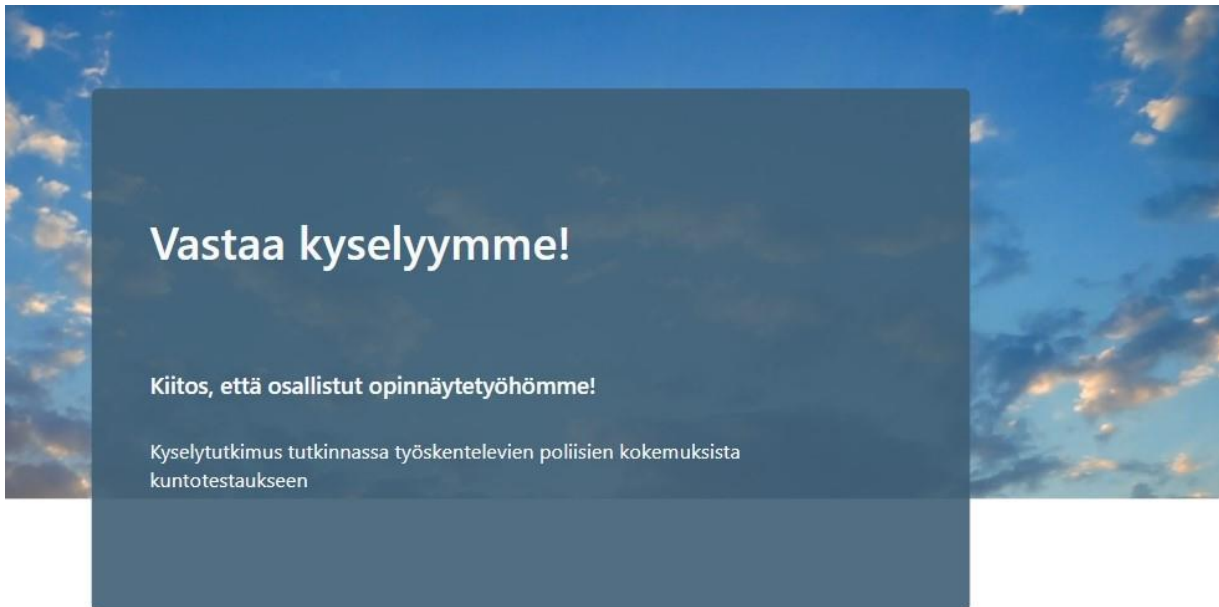 Vastaa kyselyymme!
Kiitos, että osallistut opinnäytetyöhömme!
Kyselytutkimus tutkinnassa työskentelevien poliisien kokemuksista
kuntotestaukseen